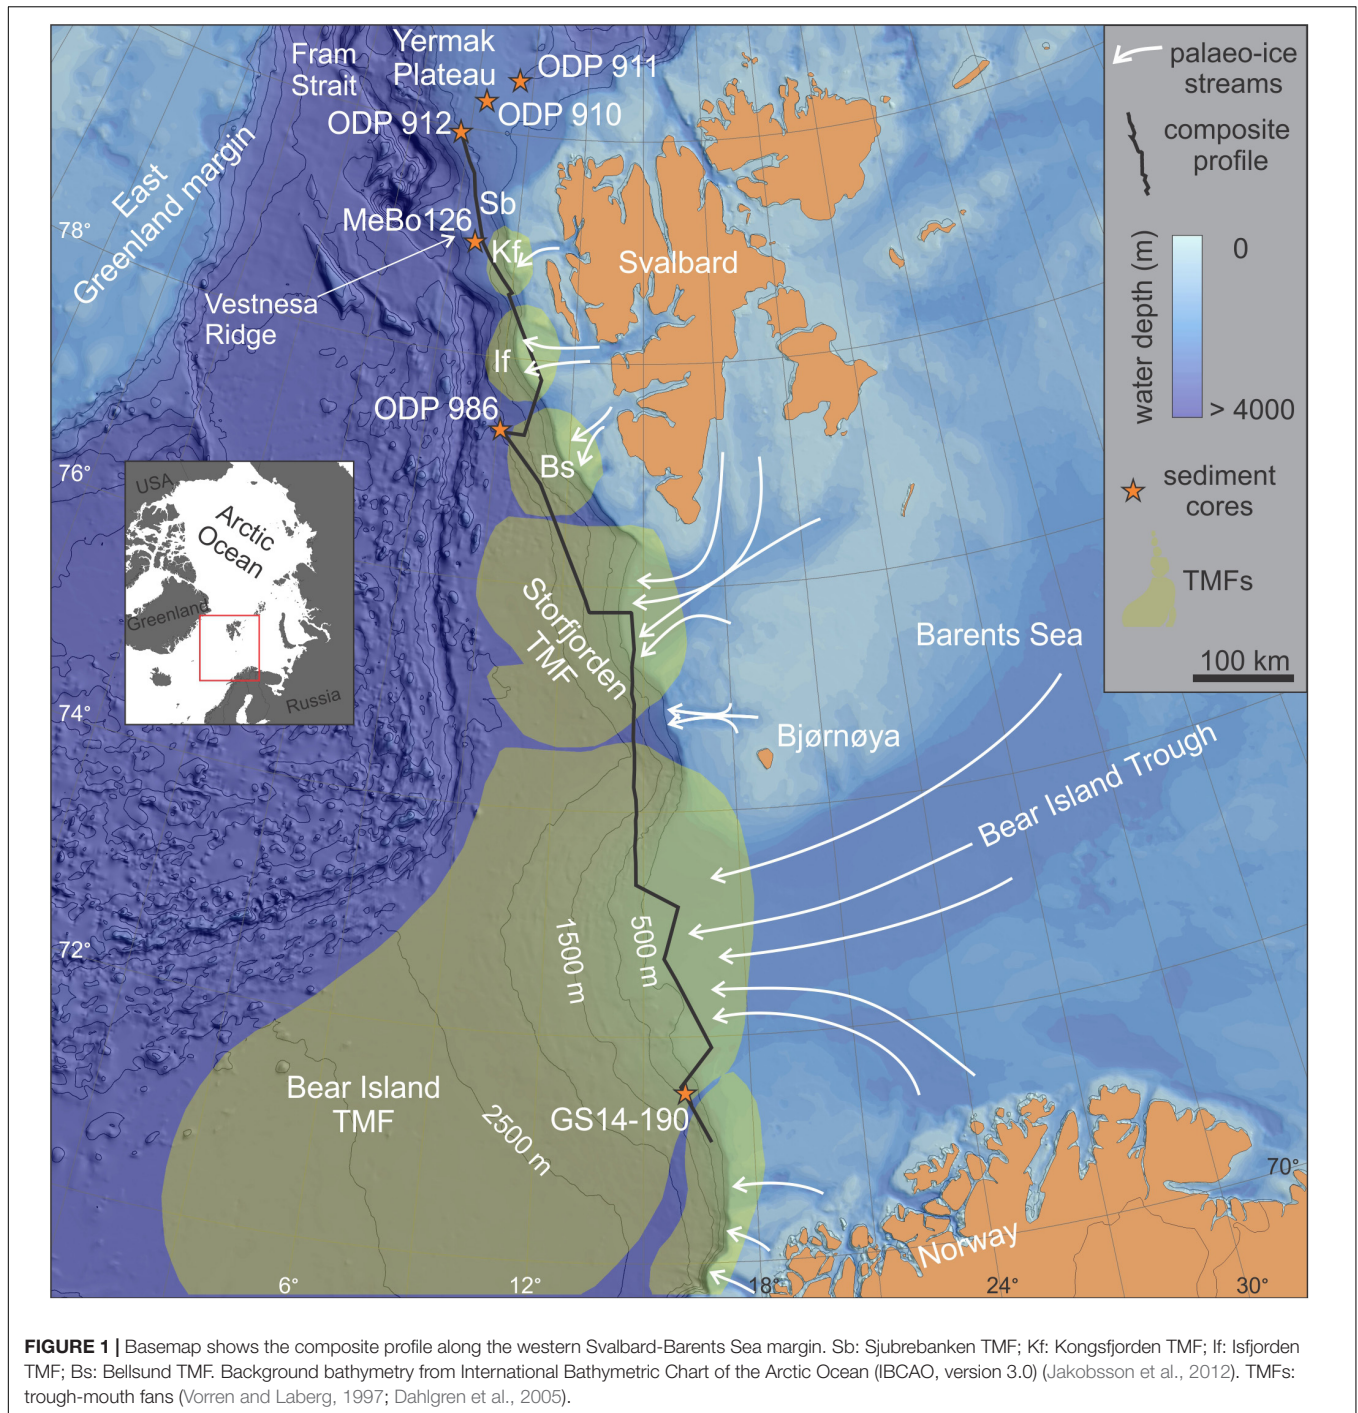 Fram
Strait
Yermak
Plateau
ODP 911
ODP 910
ODP 912
East
Greenland margin
78°
Sb
MeBo126
Kf
Svalbard
Vestnesa
Ridge
If
ODP 986
76°
Bs
USA
Arctic
Ocean
Greenland
Russia
Storfjorden
TMF
Barents Sea
74°
Bjørnøya
Bear Island Trough
72°
1500 m
500 m
Bear Island
TMF
2500 m
GS14-190
70°
Norway
6°
12°
18°
24°
30°
palaeo-ice
streams
composite
profile
water depth (m)
0
> 4000
sediment
cores
TMFs
100 km
FIGURE 1 | Basemap shows the composite profile along the western Svalbard-Barents Sea margin. Sb: Sjubrebanken TMF; Kf: Kongsfjorden TMF; If: Isfjorden
TMF; Bs: Bellsund TMF. Background bathymetry from International Bathymetric Chart of the Arctic Ocean (IBCAO, version 3.0) (Jakobsson et al., 2012). TMFs:
trough-mouth fans (Vorren and Laberg, 1997; Dahlgren et al., 2005).